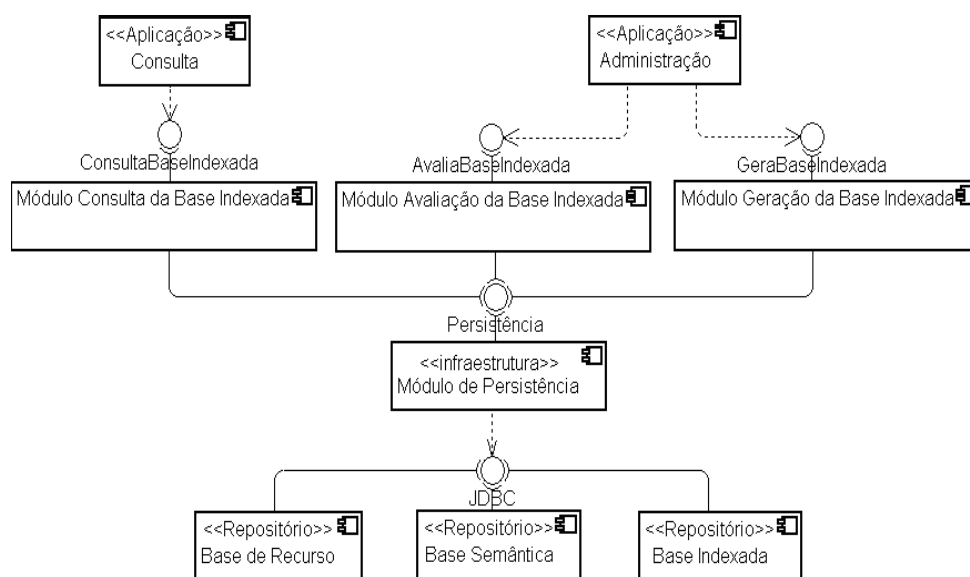 <<Aplicação>>
Consulta
<<Aplicação>>
Administração
ConsultaBaseIndexada
AvaliaBaseIndexada
GeraBaseIndexada
Módulo Consulta da Base Indexada
Módulo Avaliação da Base Indexada
Módulo Geração da Base Indexada
Persistência
<<infraestrutura>>
Módulo de Persistência
JDBC
<<Repositório>>
Base de Recurso
<<Repositório>>
Base Semântica
<<Repositório>>
Base Indexada